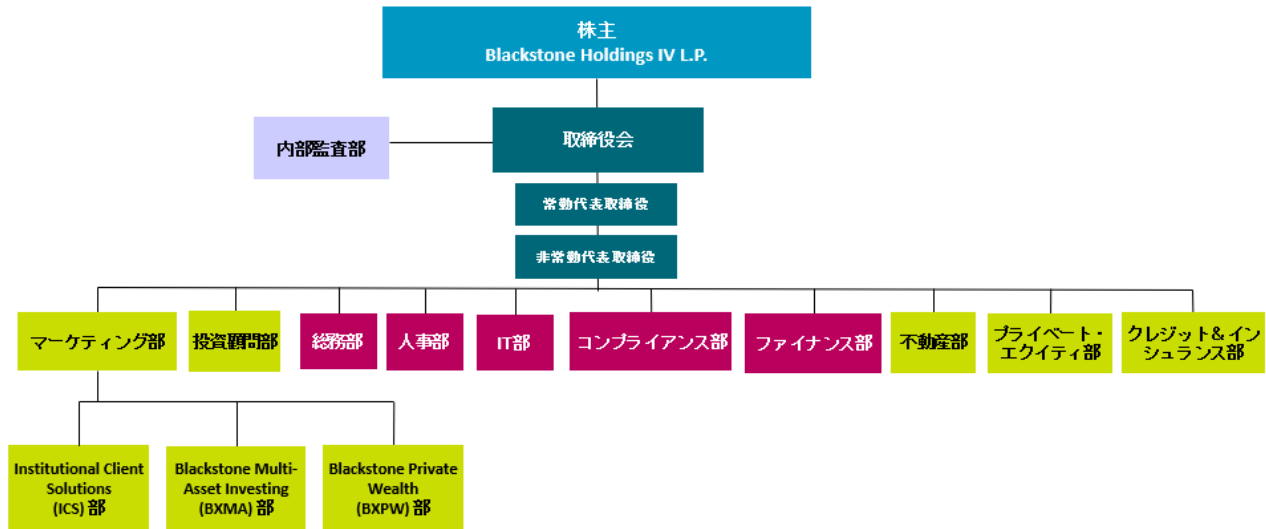 株主
Blackstone Holdings IV L.P.
取締役会
内部監査部
常勤代表取締役
非常勤代表取締役
マーケティング部
投資顧問部
総務部
人事部
IT部
コンプライアンス部
ファイナンス部
不動産部
プライベート・
エクイティ部
クレジット＆イン
シュランス部
Institutional Client
Solutions
(ICS) 部
Blackstone Multi-
Asset Investing
(BXMA) 部
Blackstone Private
Wealth
(BXPW) 部